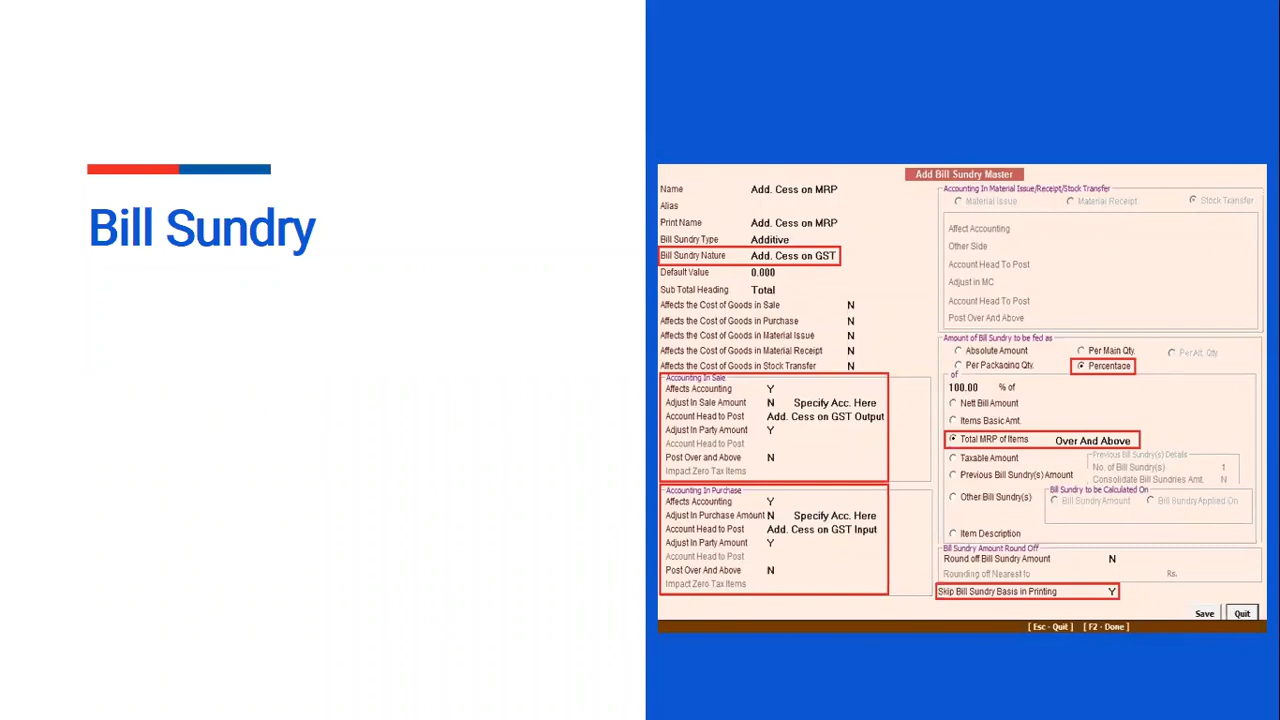 Bill Sundry
Add Bill Sundry Master
Name Add. Cess on MRP
Alias
Print Name Add. Cess on MRP
Bill Sundry Type Additive
Bill Sundry Nature Add. Cess on GST
Default Value 0.000
Sub Total Heading Total
Affects the Cost of Goods in Sale N
Affects the Cost of Goods in Purchase N
Affects the Cost of Goods in Material Issue N
Affects the Cost of Goods in Material Receipt N
Affects the Cost of Goods in Stock Transfer N
Accounting In Sale
Affects Accounting Y
Adjust In Sale Amount N Specify Acc. Here
Account Head to Post Add. Cess on GST Output
Adjust In Party Amount Y
Account Head to Post
Post Over and Above N
Impact Zero Tax Items
Accounting In Purchase
Affects Accounting Y
Adjust In Purchase Amount N Specify Acc. Here
Account Head to Post Add. Cess on GST Input
Adjust In Party Amount Y
Account Head to Post
Post Over And Above N
Impact Zero Tax Items
Accounting In Material Issue/Receipt/Stock Transfer
Material Issue Material Receipt Stock Transfer
Affect Accounting
Other Side
Account Head To Post
Adjust in MC
Account Head To Post
Post Over And Above
Amount of Bill Sundry to be fed as
Absolute Amount Per Main Qty. Per Alt. Qty
Per Packaging Qty. Percentage
of
100.00 % of
Nett Bill Amount
Items Basic Amt.
Total MRP of Items Over And Above
Taxable Amount
Previous Bill Sundry(s) Amount
Other Bill Sundry(s)
Item Description
Previous Bill Sundry(s) Details
No. of Bill Sundry(s) 1
Consolidate Bill Sundries Amt. N
Bill Sundry to be Calculated On
Bill Sundry Amount Bill Sundry Applied On
Bill Sundry Amount Round Off
Round off Bill Sundry Amount N
Rounding off Nearest to Rs.
Skip Bill Sundry Basis in Printing Y
Save Quit
[ Esc - Quit ] [ F2 - Done ]